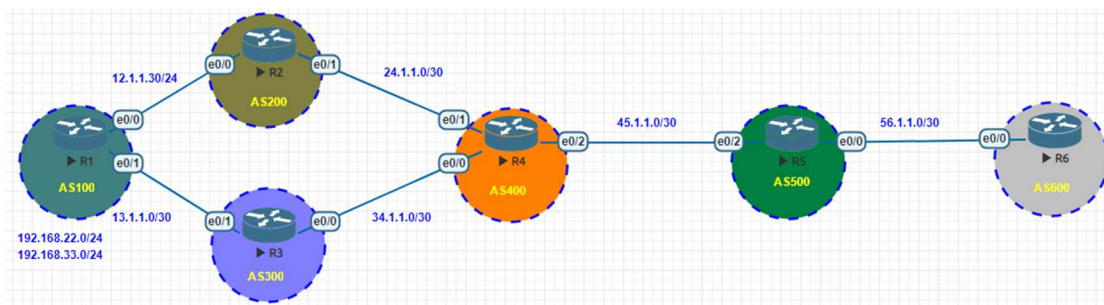 e0/0
R2
e0/1
AS200
12.1.1.30/24
24.1.1.0/30
e0/0
R1
e0/1
AS100
e0/1
e0/0
R4
e0/2
AS400
45.1.1.0/30
e0/2
R5
e0/0
AS500
56.1.1.0/30
e0/0
R6
AS600
13.1.1.0/30
e0/1
R3
e0/0
AS300
34.1.1.0/30
192.168.22.0/24
192.168.33.0/24